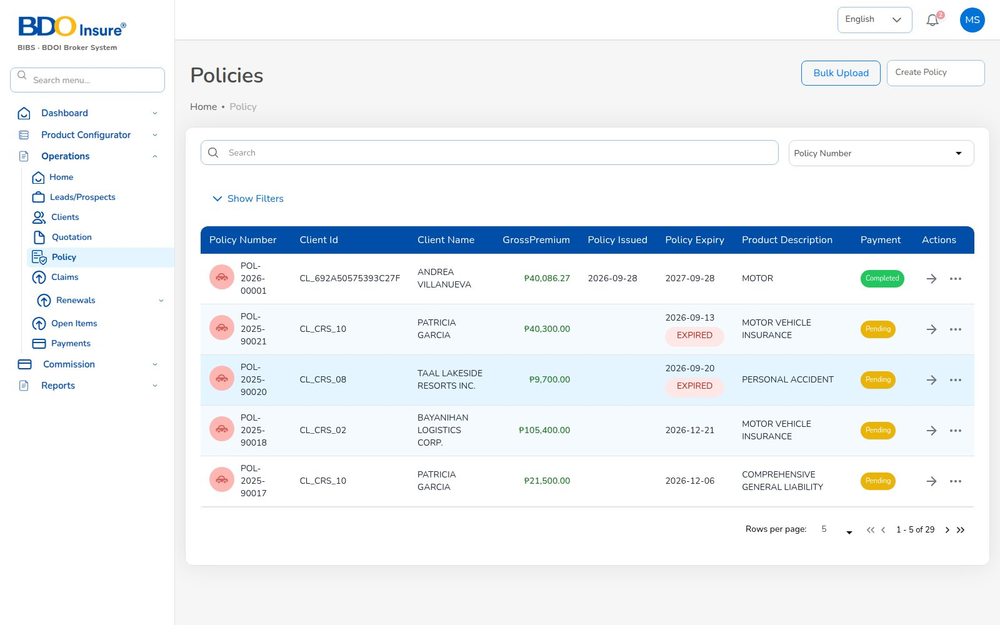 BDO Insure®
BIBS · BDOI Broker System
Search menu...
Dashboard
Product Configurator
Operations
Home
Leads/Prospects
Clients
Quotation
Policy
Claims
Renewals
Open Items
Payments
Commission
Reports
English
2
MS
Policies
Bulk Upload
Create Policy
Home • Policy
Search
Policy Number
Show Filters
Policy Number Client Id Client Name GrossPremium Policy Issued Policy Expiry Product Description Payment Actions
POL-2026-00001 CL_692A50575393C27F ANDREA VILLANUEVA ₱40,086.27 2026-09-28 2027-09-28 MOTOR Completed
POL-2025-90021 CL_CRS_10 PATRICIA GARCIA ₱40,300.00 2026-09-13 EXPIRED MOTOR VEHICLE INSURANCE Pending
POL-2025-90020 CL_CRS_08 TAAL LAKESIDE RESORTS INC. ₱9,700.00 2026-09-20 EXPIRED PERSONAL ACCIDENT Pending
POL-2025-90018 CL_CRS_02 BAYANIHAN LOGISTICS CORP. ₱105,400.00 2026-12-21 MOTOR VEHICLE INSURANCE Pending
POL-2025-90017 CL_CRS_10 PATRICIA GARCIA ₱21,500.00 2026-12-06 COMPREHENSIVE GENERAL LIABILITY Pending
Rows per page: 5 1 - 5 of 29